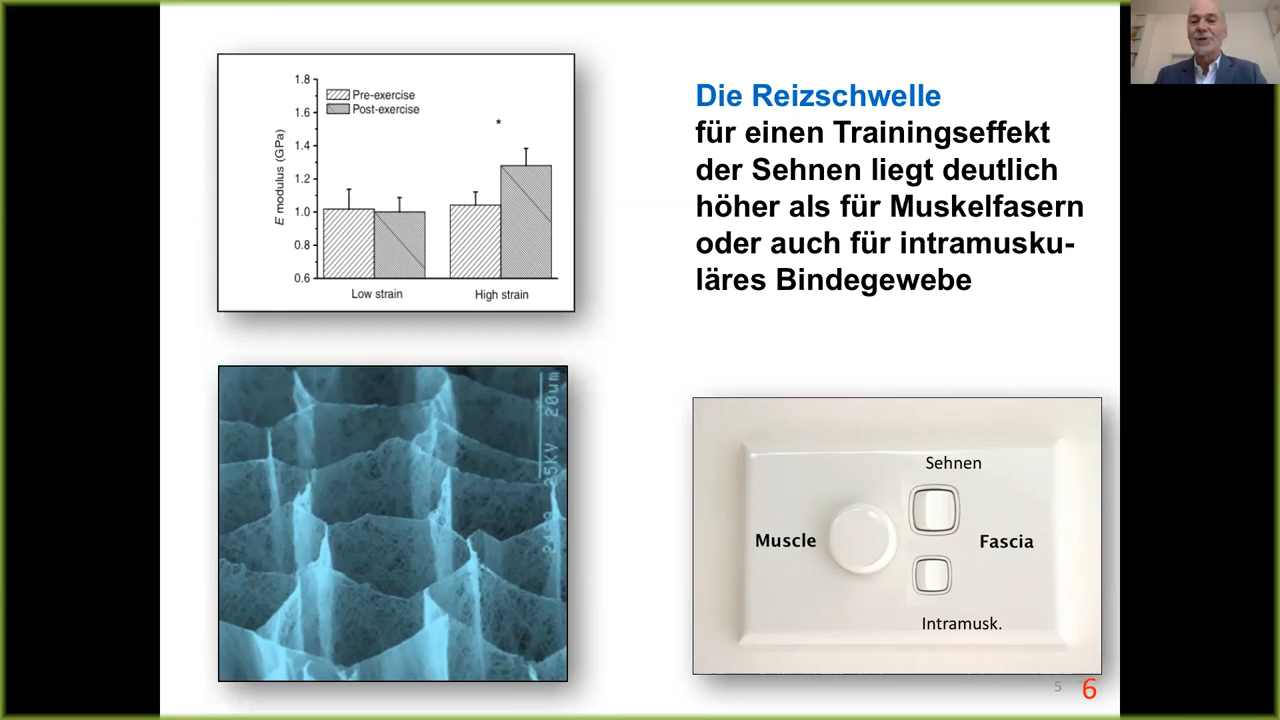 1.8
1.6
1.4
1.2
1.0
0.8
0.6
E modulus (GPa)
Pre-exercise
Post-exercise
*
Low strain
High strain
Die Reizschwelle
für einen Trainingseffekt
der Sehnen liegt deutlich
höher als für Muskelfasern
oder auch für intramusku-
läres Bindegewebe
20µm
Sehnen
Muscle
Fascia
Intramusk.
5
6